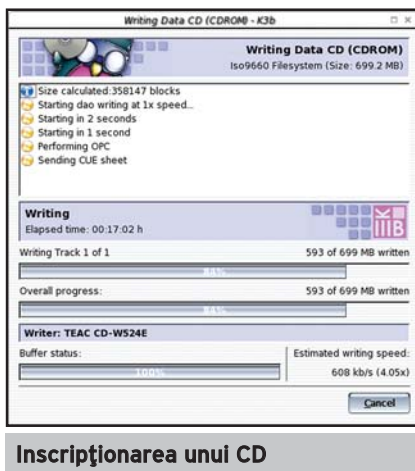 Writing Data CD (CDROM) - K3b
Writing Data CD (CDROM)
Iso9660 Filesystem (Size: 699.2 MB)
Size calculated:358147 blocks
Starting dao writing at 1x speed...
Starting in 2 seconds
Starting in 1 second
Performing OPC
Sending CUE sheet
Writing
Elapsed time: 00:17:02 h
Writing Track 1 of 1 593 of 699 MB written
84%
Overall progress: 593 of 699 MB written
84%
Writer: TEAC CD-W524E
Buffer status: Estimated writing speed:
100% 608 kb/s (4.05x)
Cancel
Inscripţionarea unui CD